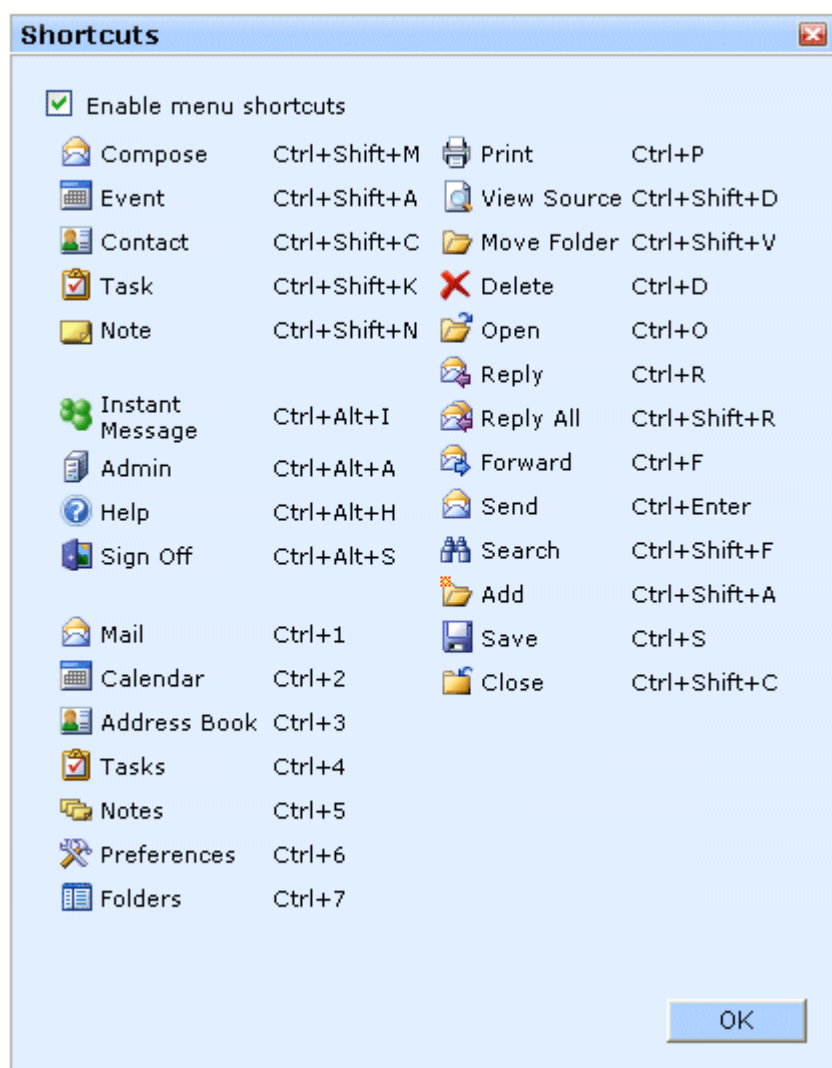 Shortcuts
Enable menu shortcuts
Compose Ctrl+Shift+M
Event Ctrl+Shift+A
Contact Ctrl+Shift+C
Task Ctrl+Shift+K
Note Ctrl+Shift+N
Instant
Message Ctrl+Alt+I
Admin Ctrl+Alt+A
Help Ctrl+Alt+H
Sign Off Ctrl+Alt+S
Mail Ctrl+1
Calendar Ctrl+2
Address Book Ctrl+3
Tasks Ctrl+4
Notes Ctrl+5
Preferences Ctrl+6
Folders Ctrl+7
Print Ctrl+P
View Source Ctrl+Shift+D
Move Folder Ctrl+Shift+V
Delete Ctrl+D
Open Ctrl+O
Reply Ctrl+R
Reply All Ctrl+Shift+R
Forward Ctrl+F
Send Ctrl+Enter
Search Ctrl+Shift+F
Add Ctrl+Shift+A
Save Ctrl+S
Close Ctrl+Shift+C
OK